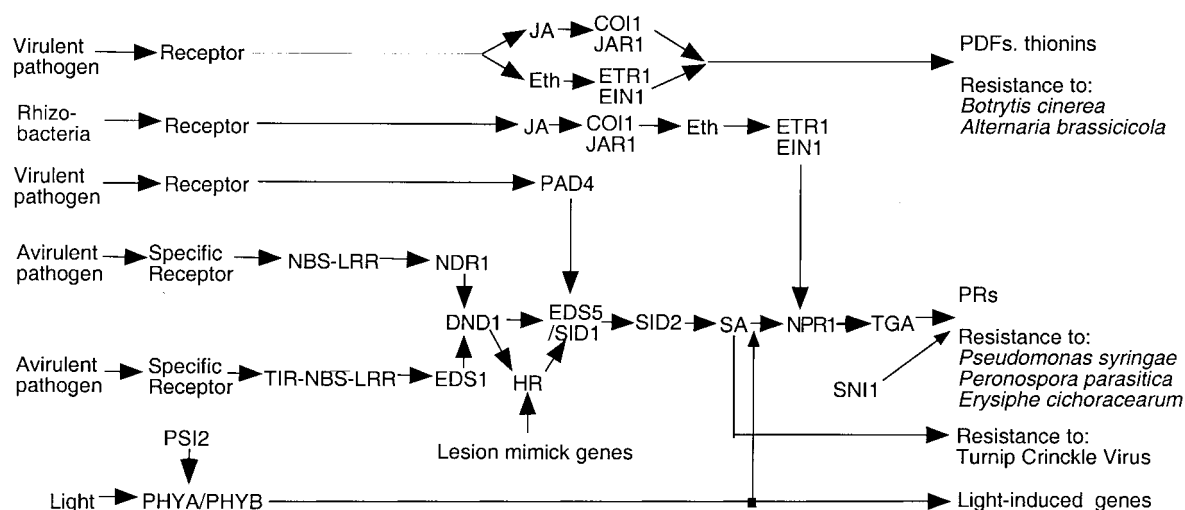 Virulent
pathogen
Receptor
JA
COI1
JAR1
Eth
ETR1
EIN1
PDFs. thionins
Resistance to:
Botrytis cinerea
Alternaria brassicicola
Rhizo-
bacteria
Receptor
JA
COI1
JAR1
Eth
ETR1
EIN1
Virulent
pathogen
Receptor
PAD4
Avirulent
pathogen
Specific
Receptor
NBS-LRR
NDR1
DND1
EDS5
/SID1
SID2
SA
NPR1
TGA
PRs
Resistance to:
Pseudomonas syringae
Peronospora parasitica
Erysiphe cichoracearum
Avirulent
pathogen
Specific
Receptor
TIR-NBS-LRR
EDS1
HR
SNI1
Lesion mimick genes
Resistance to:
Turnip Crinckle Virus
PSI2
Light
PHYA/PHYB
Light-induced genes